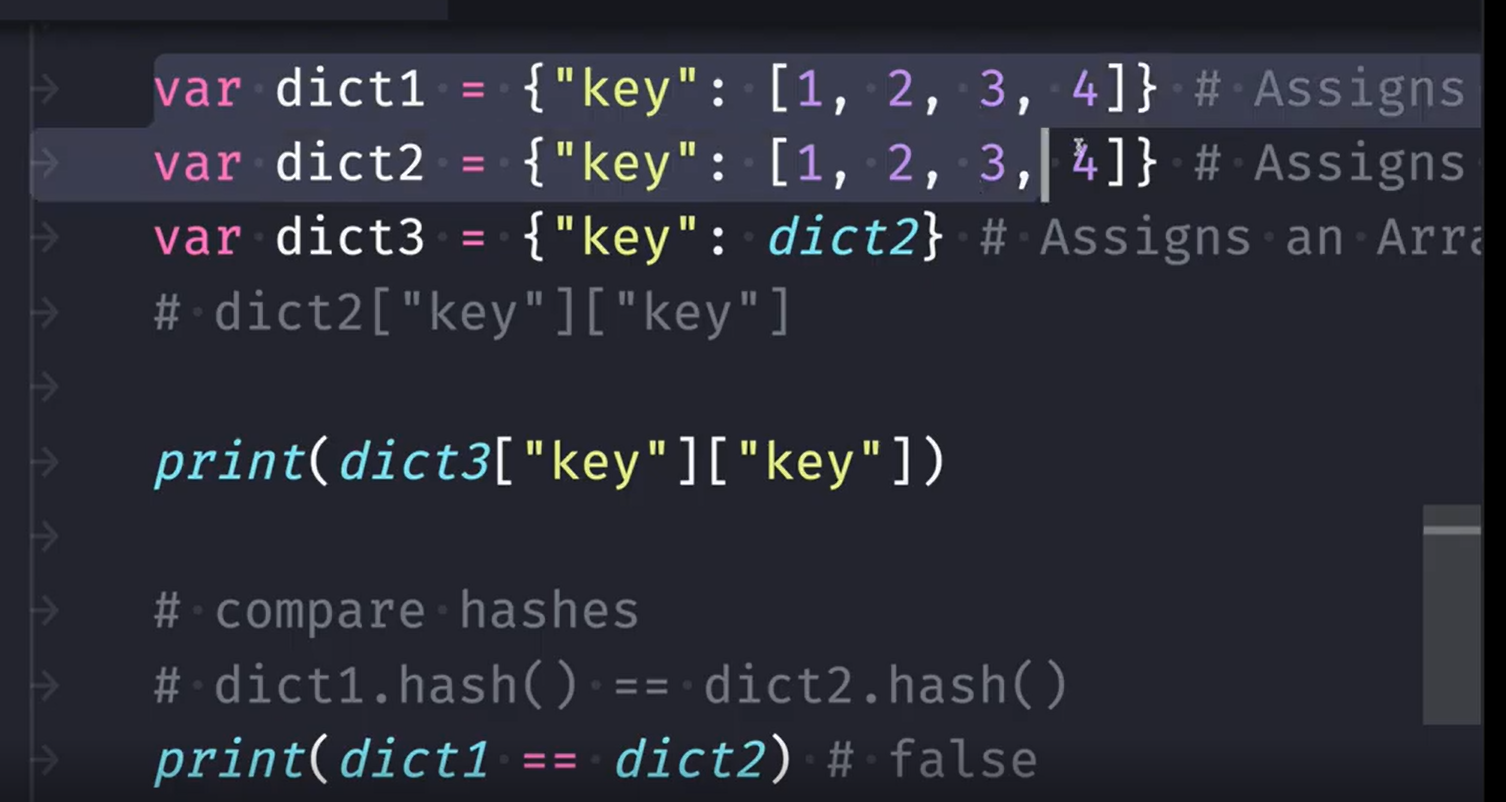 var dict1 = {"key": [1, 2, 3, 4]} # Assigns
var dict2 = {"key": [1, 2, 3, 4]} # Assigns
var dict3 = {"key": dict2} # Assigns an
# dict2["key"]["key"]
print(dict3["key"]["key"])
# compare hashes
# dict1.hash() == dict2.hash()
print(dict1 == dict2) # false